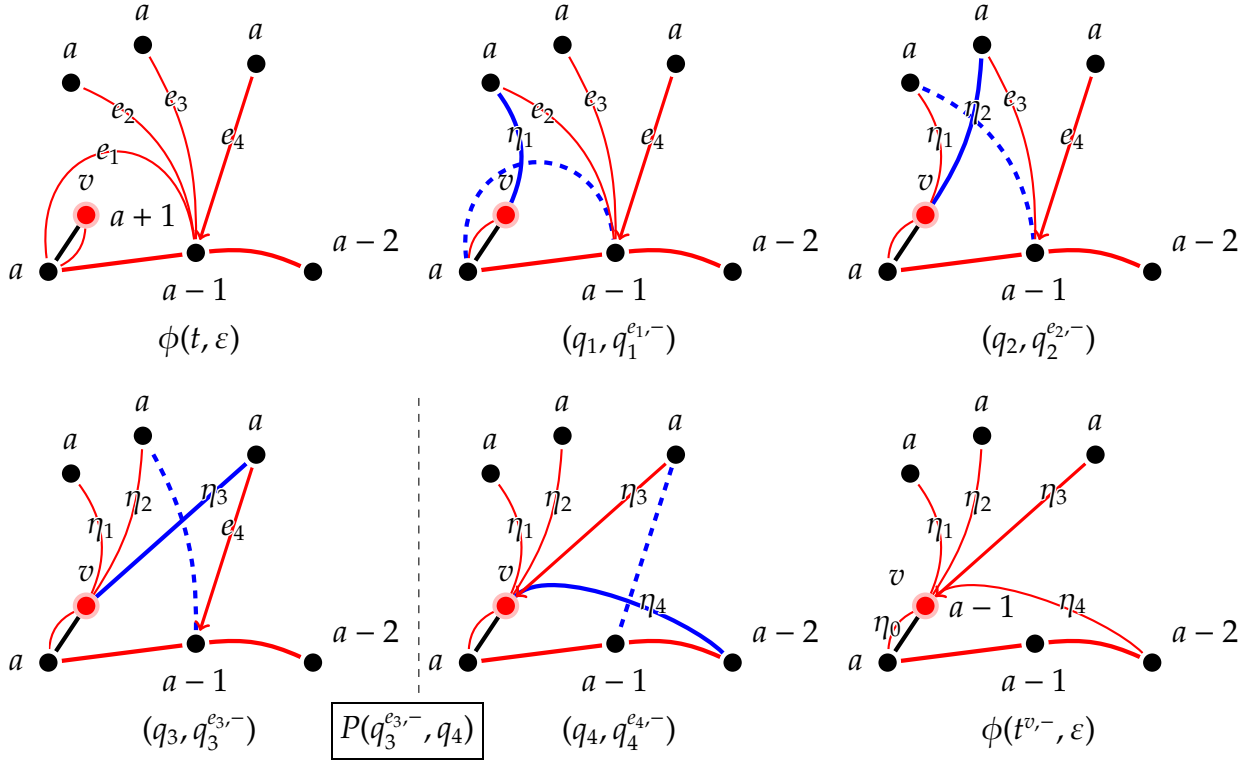 a
a
a
e₃
e₂
e₄
e₁
v
a + 1
a − 2
a
a − 1
ϕ(t, ε)
a
a
a
e₃
e₂
η₁
e₄
v
a − 2
a
a − 1
(q₁, q₁^{e₁,−})
a
a
a
η₂
e₃
η₁
e₄
v
a − 2
a
a − 1
(q₂, q₂^{e₂,−})
a
a
a
η₃
η₂
η₁
e₄
v
a − 2
a
a − 1
(q₃, q₃^{e₃,−})
P(q₃^{e₃,−}, q₄)
a
a
a
η₃
η₂
η₁
v
η₄
a − 2
a
a − 1
(q₄, q₄^{e₄,−})
a
a
a
η₃
η₂
η₁
v
a − 1
η₄
η₀
a − 2
a
a − 1
ϕ(t^{v,−}, ε)